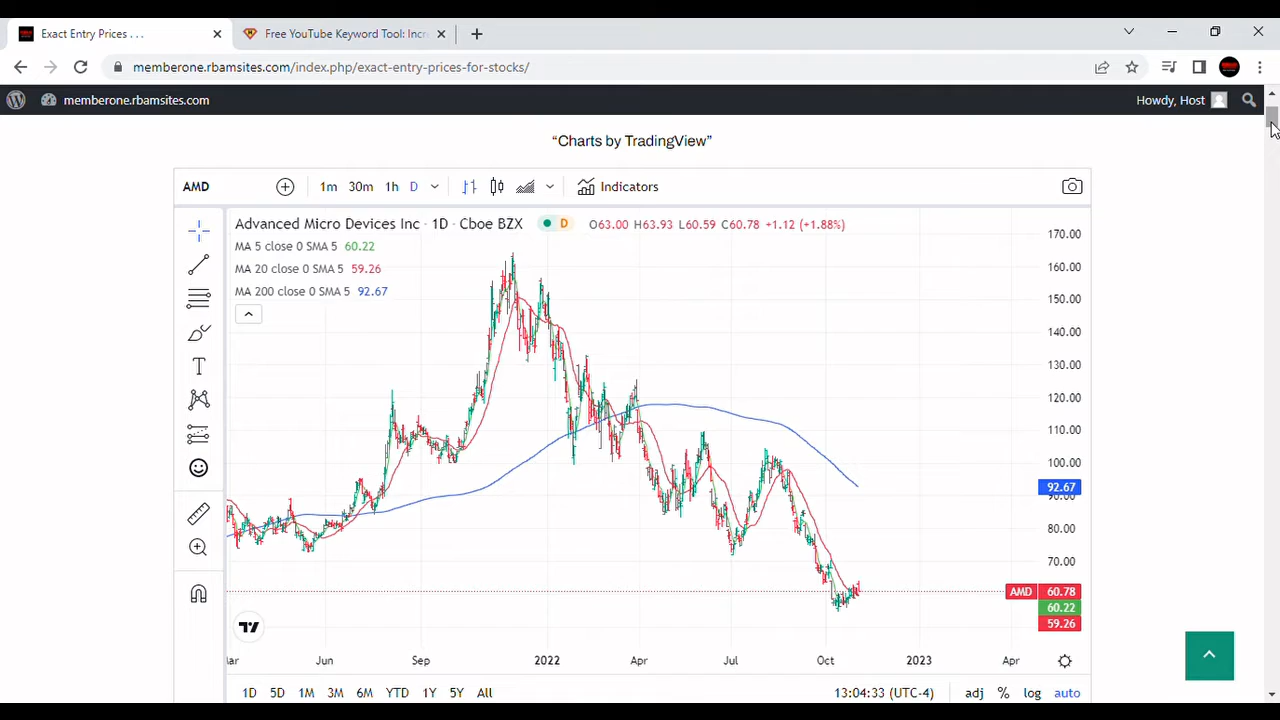 Exact Entry Prices . . .
Free YouTube Keyword Tool: Incr
memberone.rbamsites.com/index.php/exact-entry-prices-for-stocks/
memberone.rbamsites.com
Howdy, Host
“Charts by TradingView”
AMD 1m 30m 1h D Indicators
Advanced Micro Devices Inc · 1D · Cboe BZX D O63.00 H63.93 L60.59 C60.78 +1.12 (+1.88%)
MA 5 close 0 SMA 5 60.22
MA 20 close 0 SMA 5 59.26
MA 200 close 0 SMA 5 92.67
170.00
160.00
150.00
140.00
130.00
120.00
110.00
100.00
92.67
90.00
80.00
70.00
AMD 60.78
60.22
59.26
Mar Jun Sep 2022 Apr Jul Oct 2023 Apr
1D 5D 1M 3M 6M YTD 1Y 5Y All 13:04:33 (UTC-4) adj % log auto